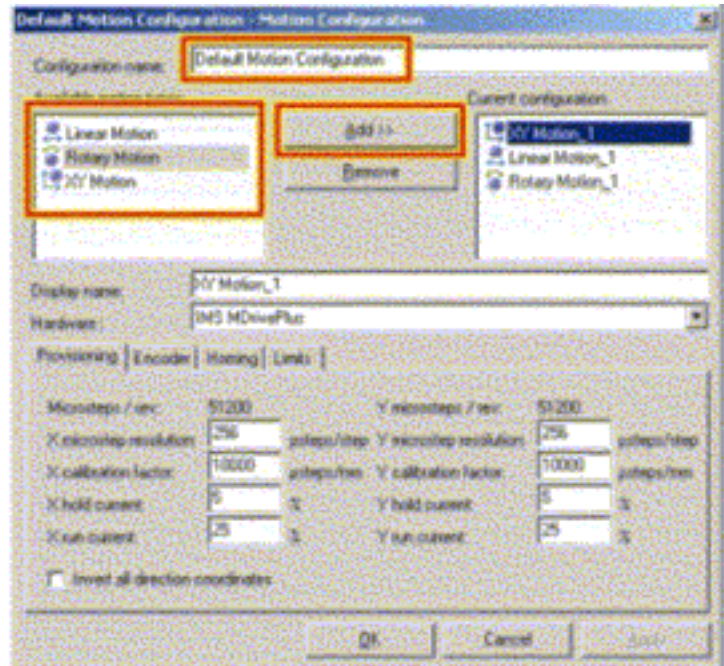 Default Motion Configuration - Motion Configuration
Configuration name: Default Motion Configuration
Available motion types: Current configuration:
Linear Motion
Rotary Motion
XY Motion
Add >>
Remove
XY Motion_1
Linear Motion_1
Rotary Motion_1
Display name: XY Motion_1
Hardware: IMS MDrivePlus
Provisioning Encoder Homing Limits
Microsteps / rev: 51200 Y microsteps / rev: 51200
X microstep resolution: 256 µsteps/step Y microstep resolution: 256 µsteps/step
X calibration factor: 10000 µsteps/mm Y calibration factor: 10000 µsteps/mm
X hold current: 5 % Y hold current: 5 %
X run current: 25 % Y run current: 25 %
Invert all direction coordinates
OK Cancel Apply